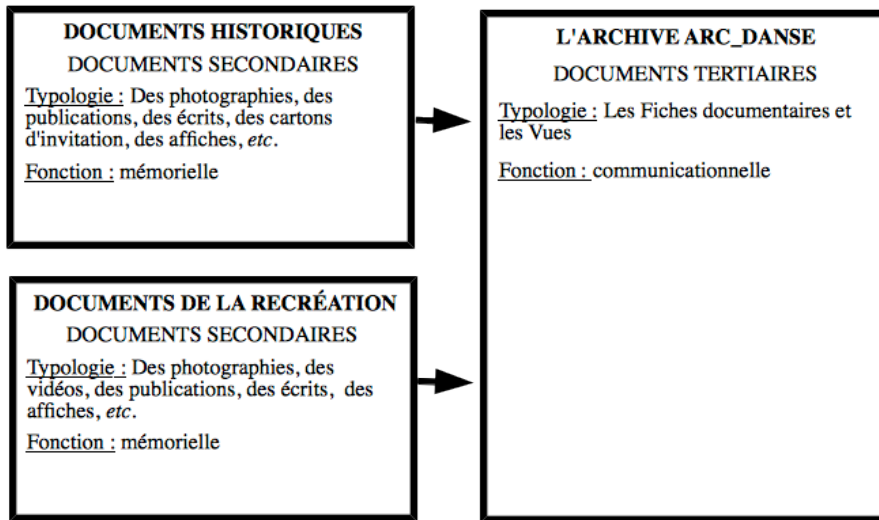 DOCUMENTS HISTORIQUES
DOCUMENTS SECONDAIRES
Typologie : Des photographies, des
publications, des écrits, des cartons
d'invitation, des affiches, etc.
Fonction : mémorielle
DOCUMENTS DE LA RECRÉATION
DOCUMENTS SECONDAIRES
Typologie : Des photographies, des
vidéos, des publications, des écrits, des
affiches, etc.
Fonction : mémorielle
L'ARCHIVE ARC_DANSE
DOCUMENTS TERTIAIRES
Typologie : Les Fiches documentaires et
les Vues
Fonction : communicationnelle